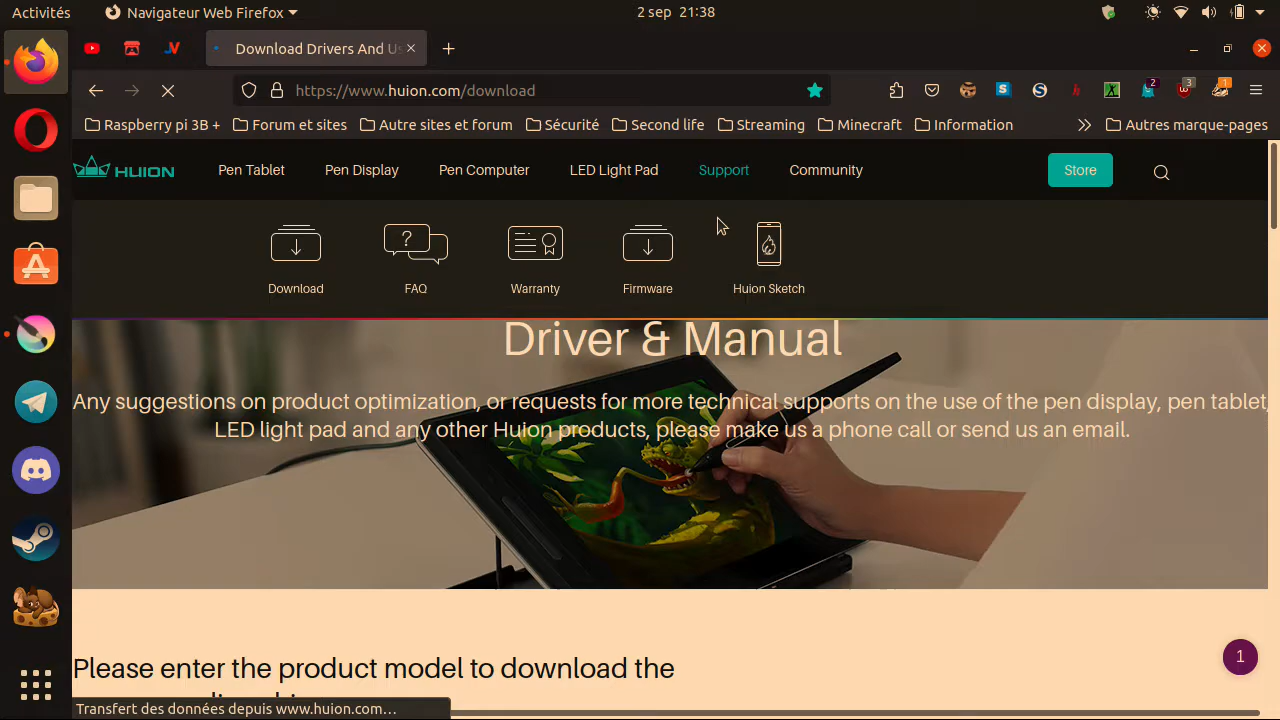 Activités
Navigateur Web Firefox
2 sep 21:38
Download Drivers And Us
https://www.huion.com/download
2
3
1
Raspberry pi 3B +
Forum et sites
Autre sites et forum
Sécurité
Second life
Streaming
Minecraft
Information
Autres marque-pages
HUION
Pen Tablet
Pen Display
Pen Computer
LED Light Pad
Support
Community
Store
Download
FAQ
Warranty
Firmware
Huion Sketch
Driver & Manual
Any suggestions on product optimization, or requests for more technical supports on the use of the pen display, pen tablet,
LED light pad and any other Huion products, please make us a phone call or send us an email.
Please enter the product model to download the
1
Transfert des données depuis www.huion.com…